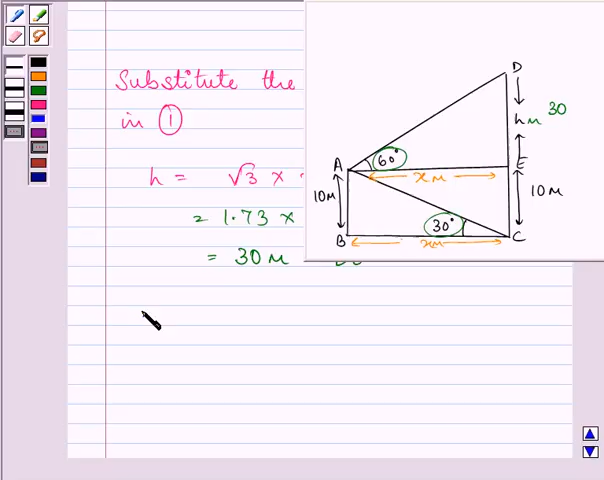 Substitute the
in ①
h = √3 ×
= 1.73 ×
= 30 M
D
h M 30
A 60° E
x M
10 M 10 M
30°
B x M C